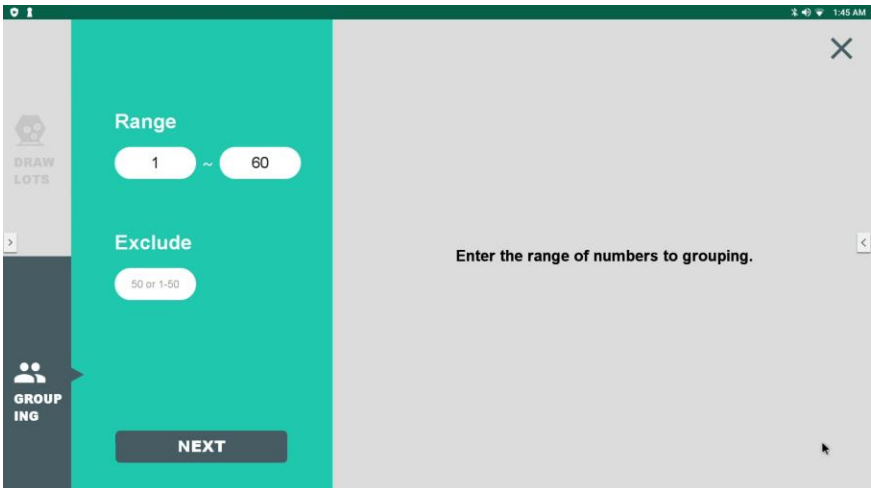 1:45 AM
DRAW
LOTS
GROUP
ING
Range
1 ~ 60
Exclude
50 or 1-50
NEXT
Enter the range of numbers to grouping.